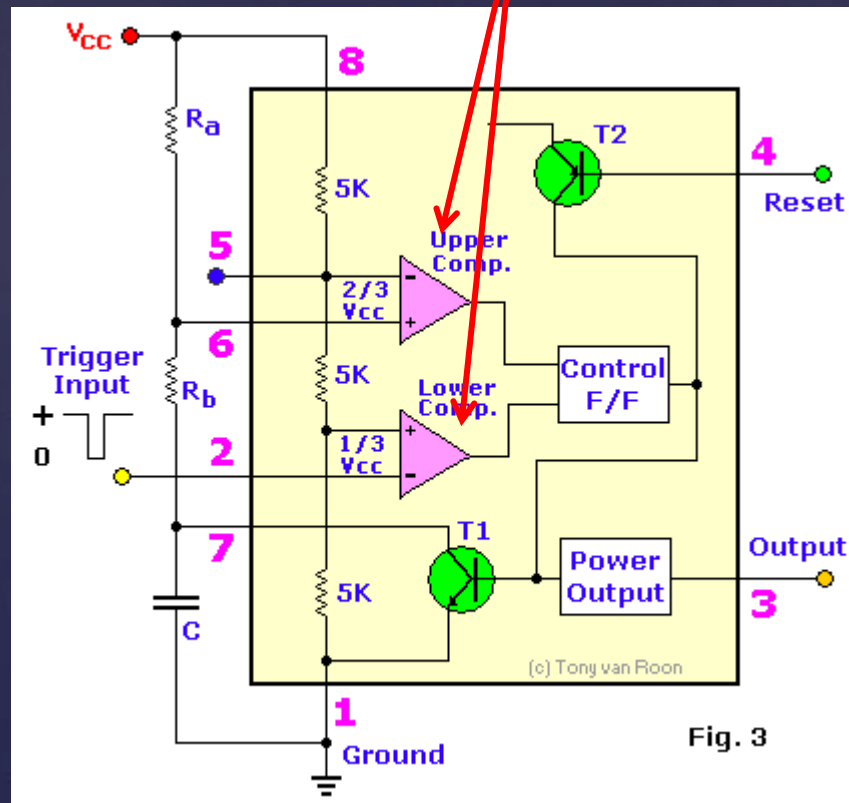 VCC
8
Ra
T2
4
5K
Reset
5
Upper
Comp.
2/3
Vcc
6
Trigger
Input
Rb
5K
Control
F/F
Lower
Comp.
+
0
2
1/3
Vcc
7
T1
Output
Power
Output
5K
3
C
(c) Tony van Roon
1
Ground
Fig. 3